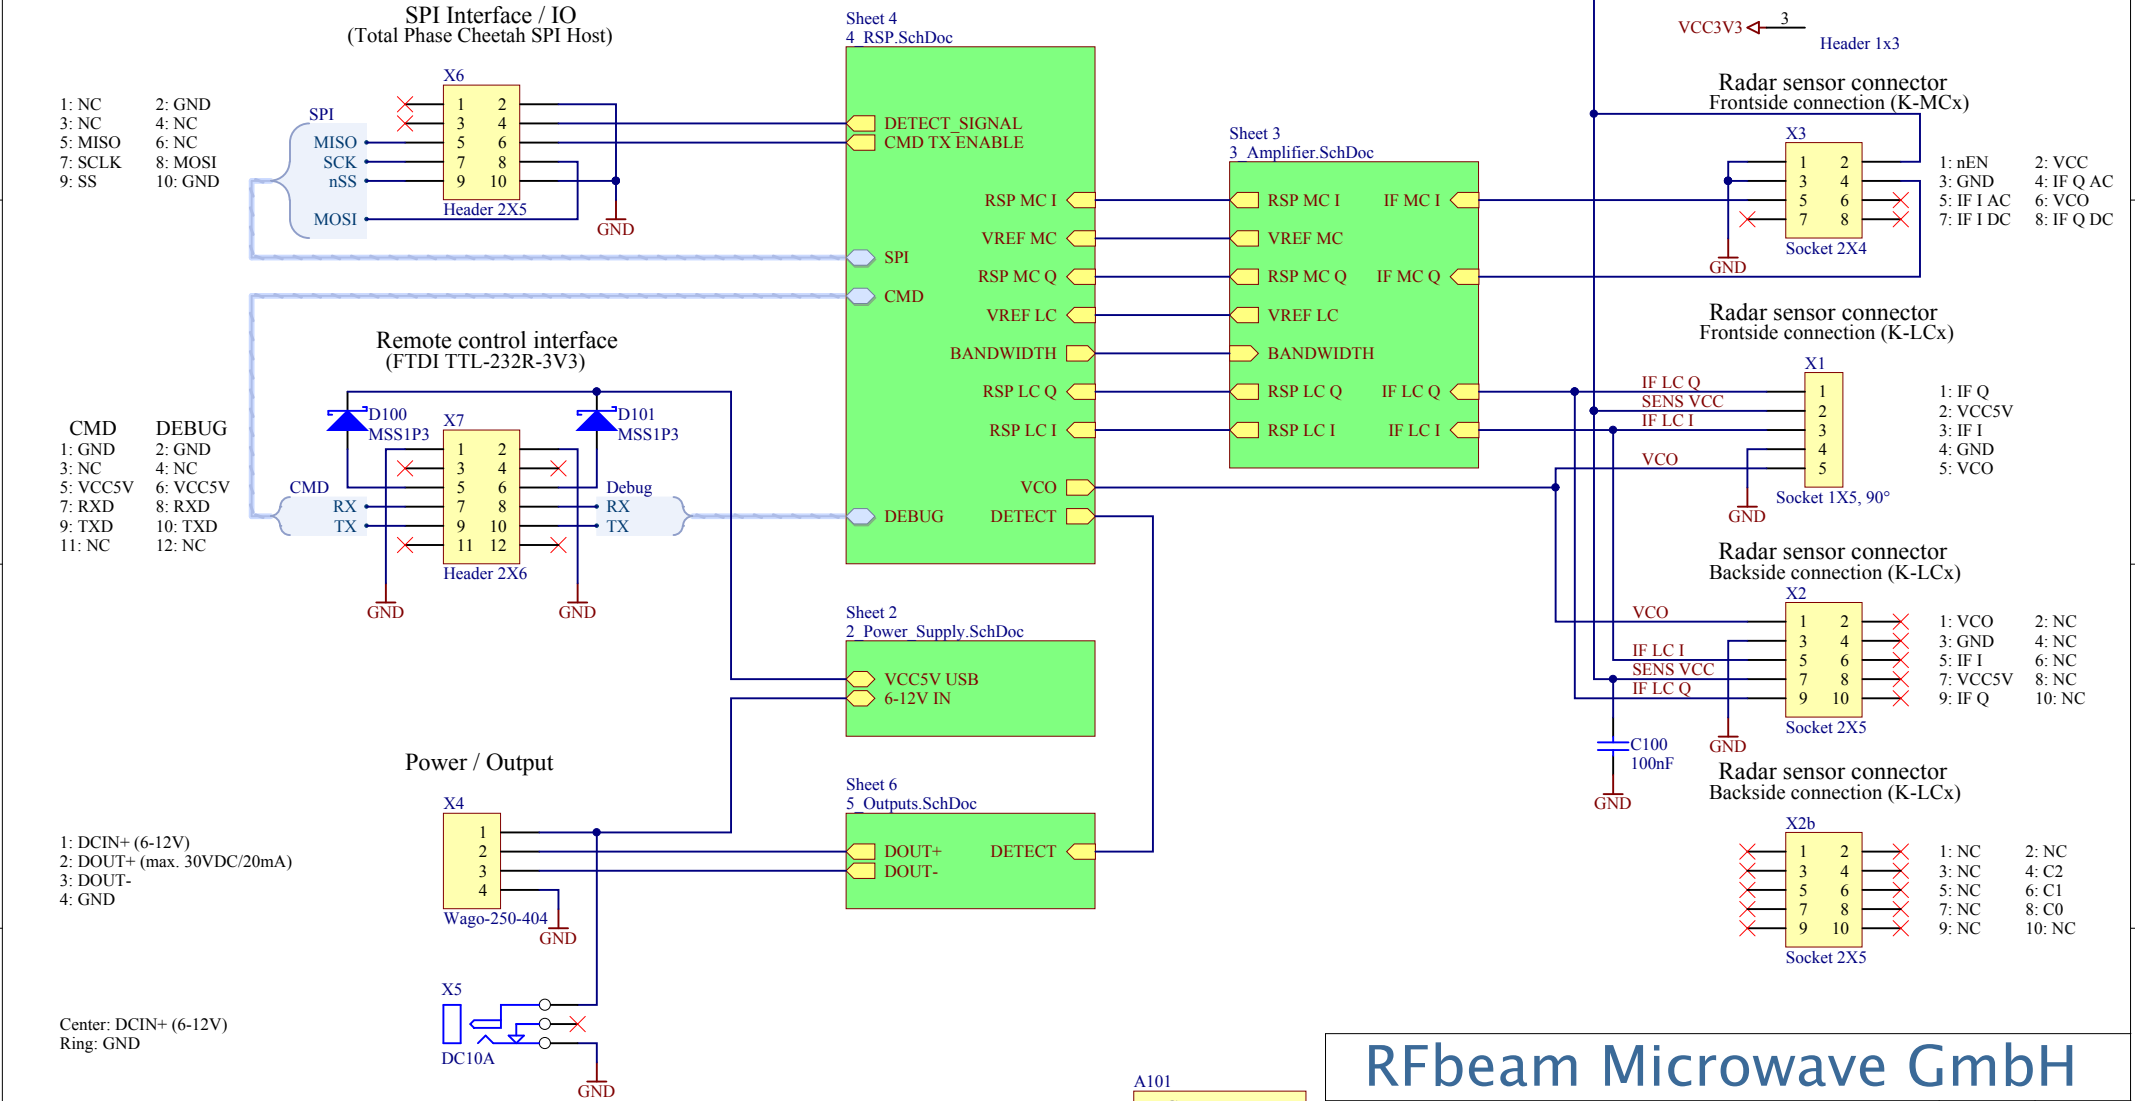 SPI Interface / IO
(Total Phase Cheetah SPI Host)
X6
1: NC 2: GND
3: NC 4: NC
5: MISO 6: NC
7: SCLK 8: MOSI
9: SS 10: GND
SPI
MISO
SCK
nSS
MOSI
1 2
3 4
5 6
7 8
9 10
Header 2X5
GND
Remote control interface
(FTDI TTL-232R-3V3)
D100
MSS1P3
X7
D101
MSS1P3
CMD DEBUG
1: GND 2: GND
3: NC 4: NC
5: VCC5V 6: VCC5V
7: RXD 8: RXD
9: TXD 10: TXD
11: NC 12: NC
CMD
RX
TX
1 2
3 4
5 6
7 8
9 10
11 12
Header 2X6
Debug
RX
TX
GND
GND
Power / Output
X4
1: DCIN+ (6-12V)
2: DOUT+ (max. 30VDC/20mA)
3: DOUT-
4: GND
1
2
3
4
Wago-250-404
GND
X5
Center: DCIN+ (6-12V)
Ring: GND
DC10A
GND
Sheet 4
4_RSP.SchDoc
DETECT_SIGNAL
CMD TX ENABLE
RSP MC I
VREF MC
SPI
RSP MC Q
CMD
VREF LC
BANDWIDTH
RSP LC Q
RSP LC I
VCO
DEBUG
DETECT
Sheet 2
2_Power_Supply.SchDoc
VCC5V USB
6-12V IN
Sheet 6
5_Outputs.SchDoc
DOUT+
DOUT-
DETECT
Sheet 3
3_Amplifier.SchDoc
RSP MC I IF MC I
VREF MC
RSP MC Q IF MC Q
VREF LC
BANDWIDTH
RSP LC Q IF LC Q
RSP LC I IF LC I
VCC3V3
3
Header 1x3
Radar sensor connector
Frontside connection (K-MCx)
X3
1 2
3 4
5 6
7 8
Socket 2X4
GND
1: nEN 2: VCC
3: GND 4: IF Q AC
5: IF I AC 6: VCO
7: IF I DC 8: IF Q DC
Radar sensor connector
Frontside connection (K-LCx)
X1
IF LC Q
SENS VCC
IF LC I
VCO
1
2
3
4
5
Socket 1X5, 90°
GND
1: IF Q
2: VCC5V
3: IF I
4: GND
5: VCO
Radar sensor connector
Backside connection (K-LCx)
X2
VCO
IF LC I
SENS VCC
IF LC Q
1 2
3 4
5 6
7 8
9 10
Socket 2X5
GND
C100
100nF
GND
1: VCO 2: NC
3: GND 4: NC
5: IF I 6: NC
7: VCC5V 8: NC
9: IF Q 10: NC
Radar sensor connector
Backside connection (K-LCx)
X2b
1 2
3 4
5 6
7 8
9 10
Socket 2X5
1: NC 2: NC
3: NC 4: C2
5: NC 6: C1
7: NC 8: C0
9: NC 10: NC
A101
RFbeam Microwave GmbH